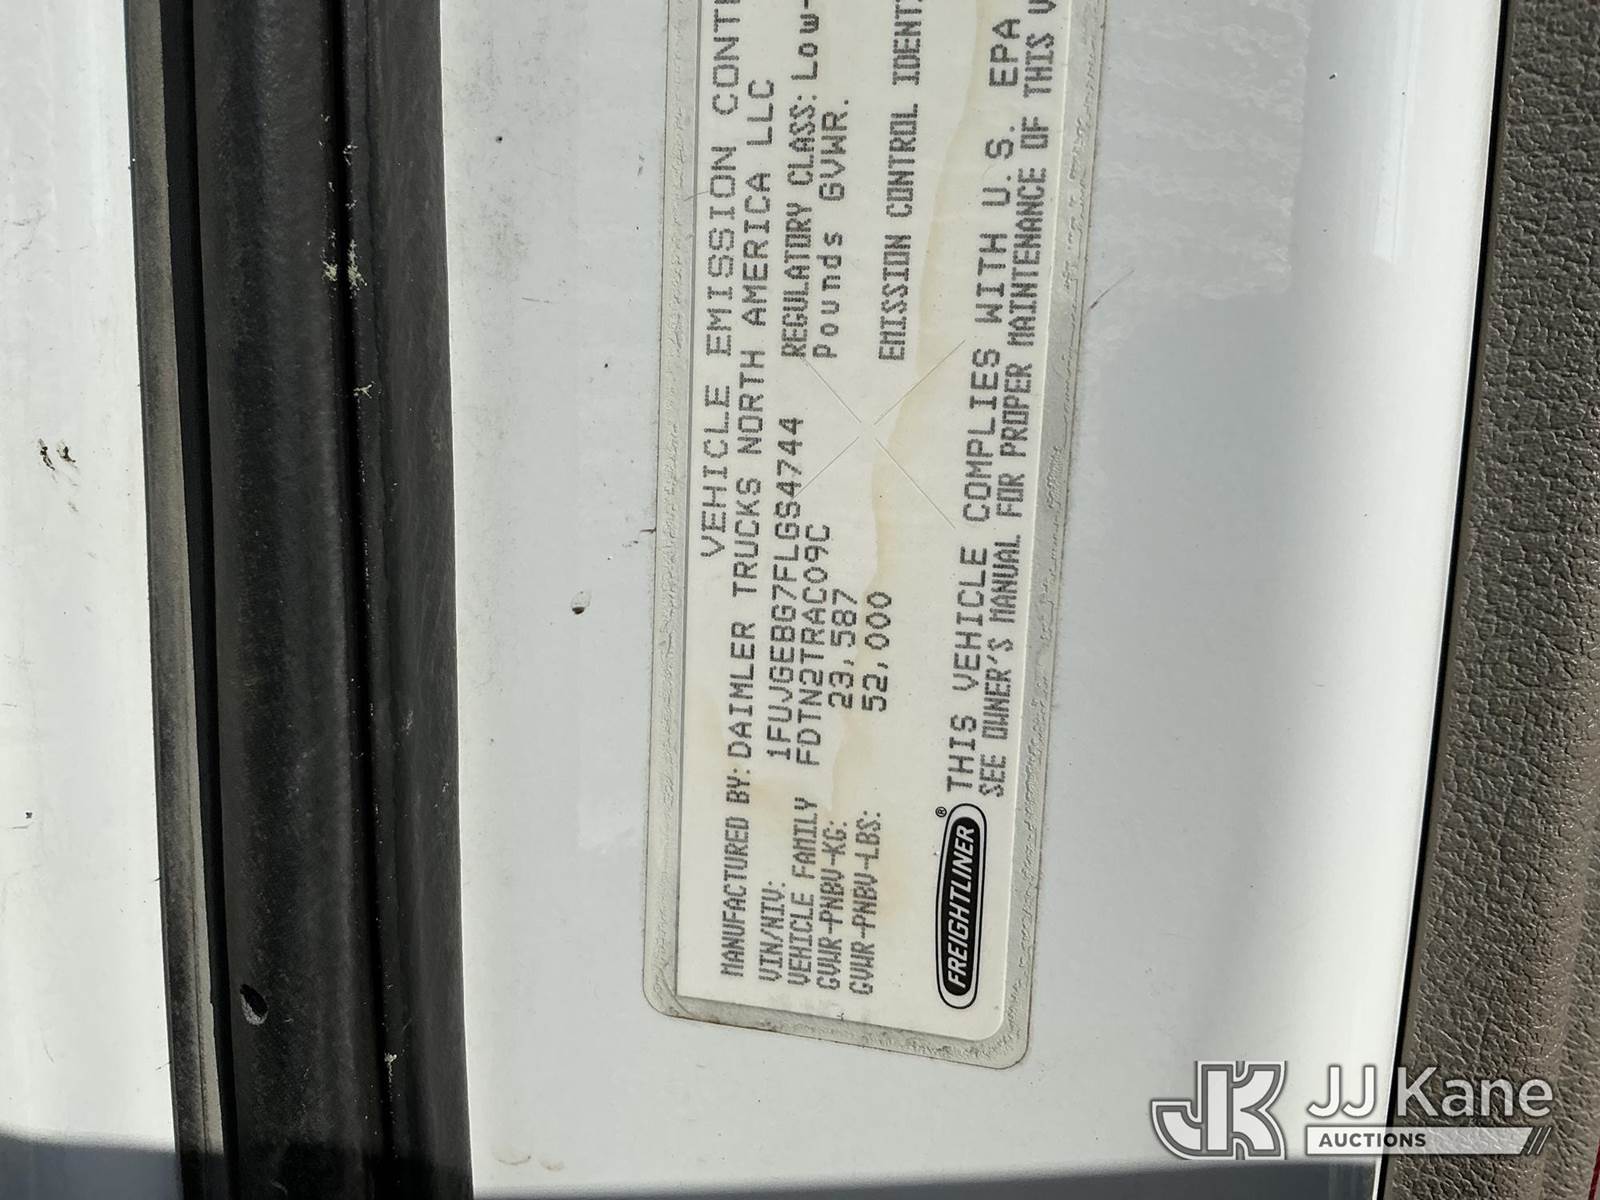 VEHICLE EMISSION
MANUFACTURED BY: DAIMLER TRUCKS NORTH AMERICA LLC
VIN/NIV: 1FUJGEBG7FLGS4744 REGULATORY CLASS: Low-
VEHICLE FAMILY FDTN2TRAC09C Pounds GVWR.
GVWR-PNBV-KG: 23,587
GVWR-PNBV-LBS: 52,000 EMISSION CONTROL
FREIGHTLINER®
THIS VEHICLE COMPLIES WITH U.S. EPA
SEE OWNER'S MANUAL FOR PROPER MAINTENANCE OF THIS
JK JJ Kane
AUCTIONS